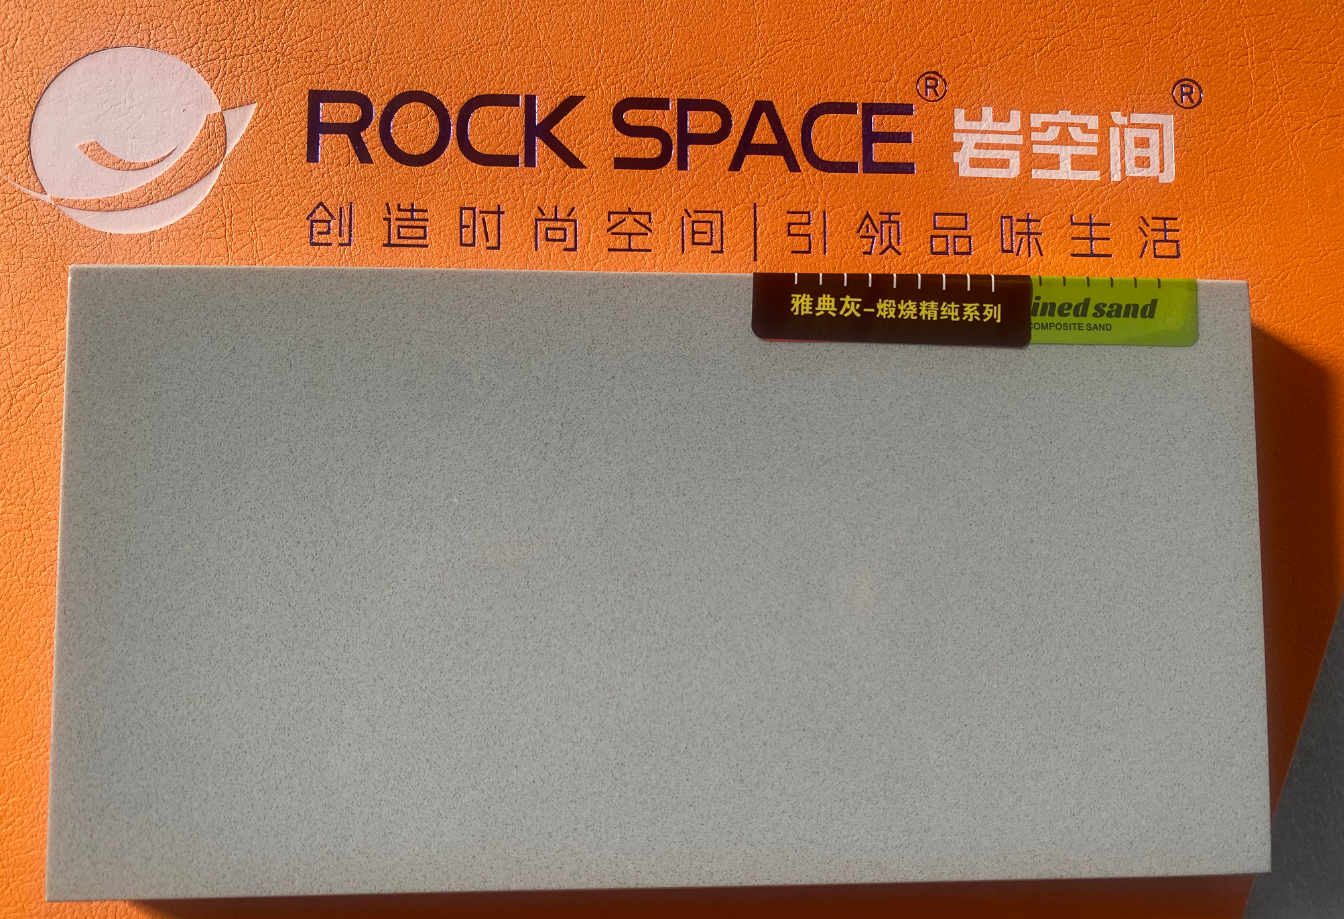 ROCK SPACE® 岩空间®
创造时尚空间|引领品味生活
雅典灰-煅烧精纯系列
ined sand
COMPOSITE SAND